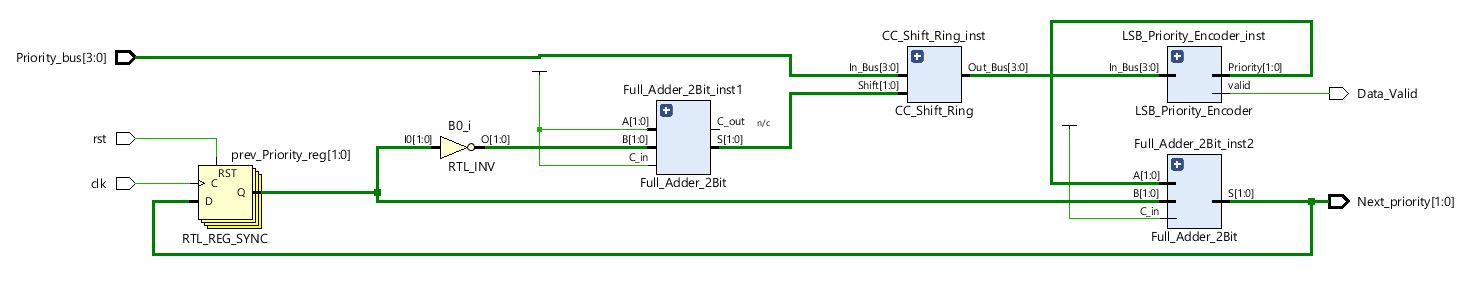 Priority_bus[3:0]
rst
clk
prev_Priority_reg[1:0]
RST
C
D
Q
RTL_REG_SYNC
B0_i
I0[1:0]
O[1:0]
RTL_INV
Full_Adder_2Bit_inst1
A[1:0]
B[1:0]
C_in
C_out
n/c
S[1:0]
Full_Adder_2Bit
CC_Shift_Ring_inst
In_Bus[3:0]
Shift[1:0]
Out_Bus[3:0]
CC_Shift_Ring
LSB_Priority_Encoder_inst
In_Bus[3:0]
Priority[1:0]
valid
LSB_Priority_Encoder
Data_Valid
Full_Adder_2Bit_inst2
A[1:0]
B[1:0]
C_in
S[1:0]
Full_Adder_2Bit
Next_priority[1:0]